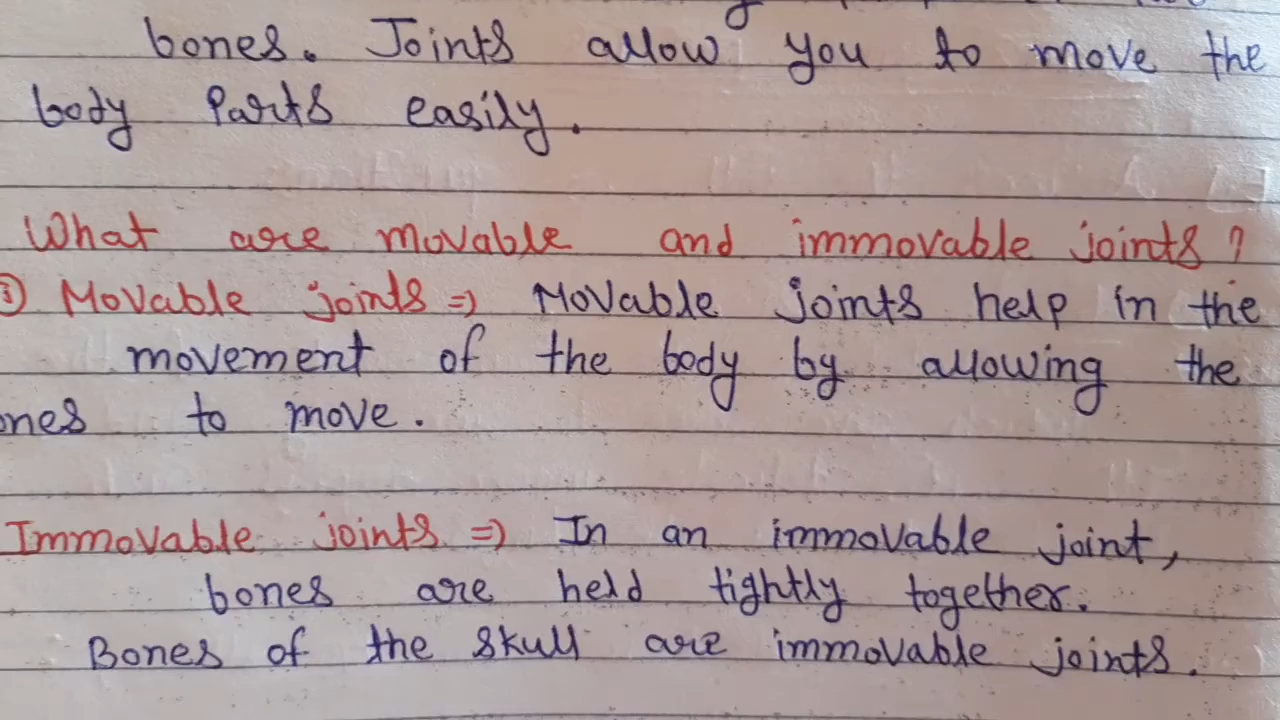 bones. Joints allow you to move the
body Parts easily.
What are movable and immovable joints?
Movable joints => Movable joints help in the
movement of the body by allowing the
ones to move.
Immovable joints => In an immovable joint,
bones are held tightly together.
Bones of the skull are immovable joints.